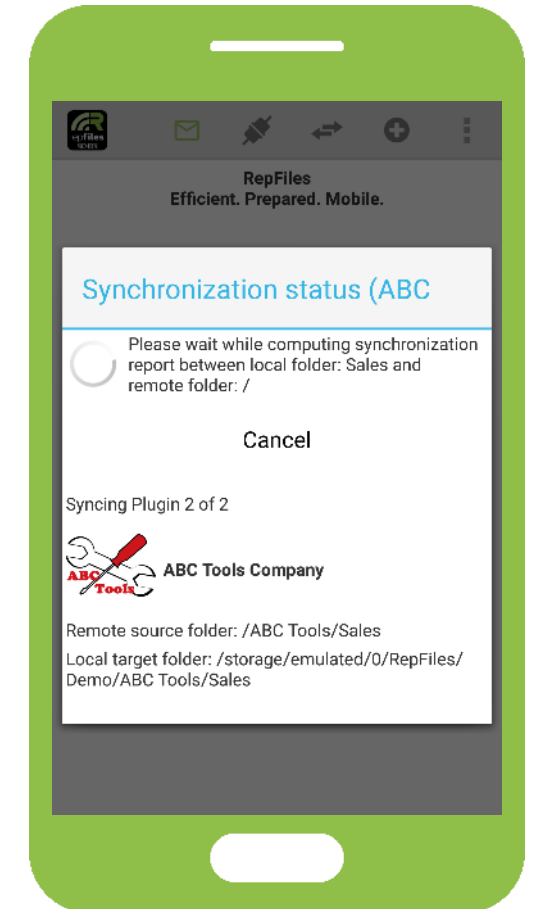 epfiles
RepFiles
Efficient. Prepared. Mobile.
Synchronization status (ABC
Please wait while computing synchronization
report between local folder: Sales and
remote folder: /
Cancel
Syncing Plugin 2 of 2
ABC
Tools
ABC Tools Company
Remote source folder: /ABC Tools/Sales
Local target folder: /storage/emulated/0/RepFiles/
Demo/ABC Tools/Sales